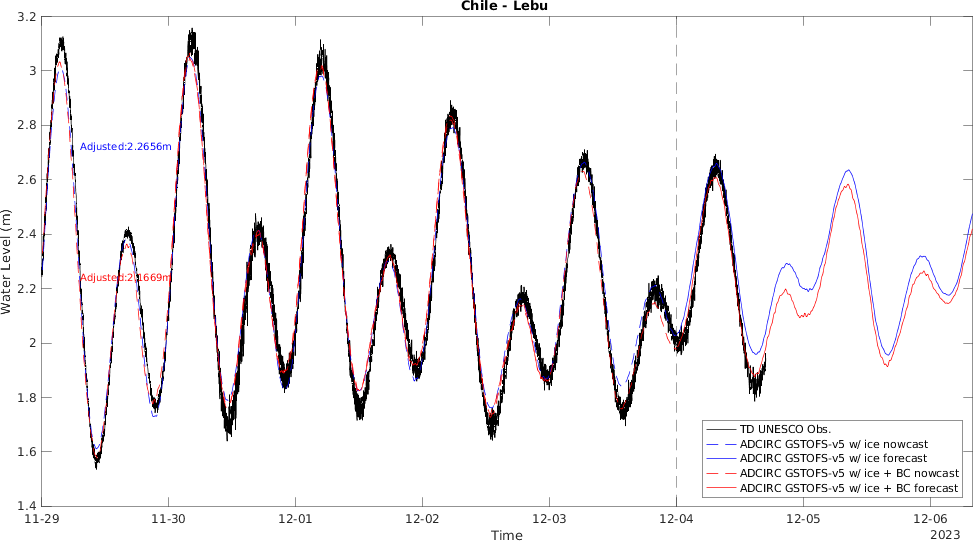 Chile - Lebu
3.2
3
2.8
2.6
2.4
2.2
2
1.8
1.6
1.4
Water Level (m)
Adjusted:2.2656m
Adjusted:2.1669m
TD UNESCO Obs.
ADCIRC GSTOFS-v5 w/ ice nowcast
ADCIRC GSTOFS-v5 w/ ice forecast
ADCIRC GSTOFS-v5 w/ ice + BC nowcast
ADCIRC GSTOFS-v5 w/ ice + BC forecast
11-29 11-30 12-01 12-02 12-03 12-04 12-05 12-06
Time
2023